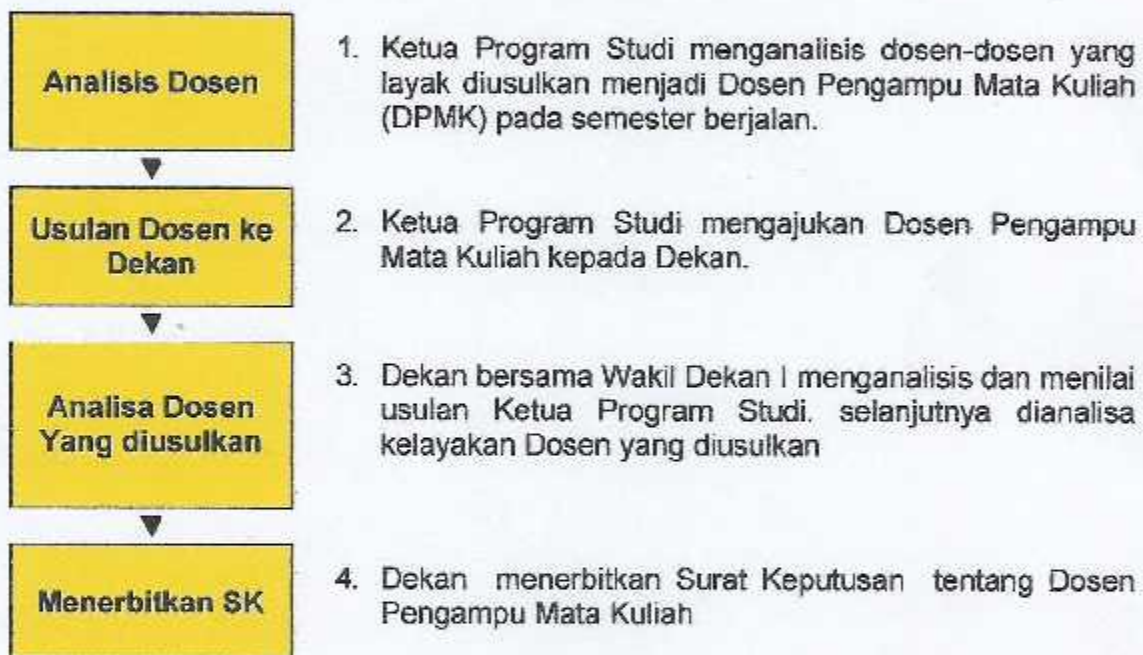 Analisis Dosen
1. Ketua Program Studi menganalisis dosen-dosen yang
layak diusulkan menjadi Dosen Pengampu Mata Kuliah
(DPMK) pada semester berjalan.
Usulan Dosen ke
Dekan
2. Ketua Program Studi mengajukan Dosen Pengampu
Mata Kuliah kepada Dekan.
Analisa Dosen
Yang diusulkan
3. Dekan bersama Wakil Dekan I menganalisis dan menilai
usulan Ketua Program Studi. selanjutnya dianalisa
kelayakan Dosen yang diusulkan
Menerbitkan SK
4. Dekan menerbitkan Surat Keputusan tentang Dosen
Pengampu Mata Kuliah